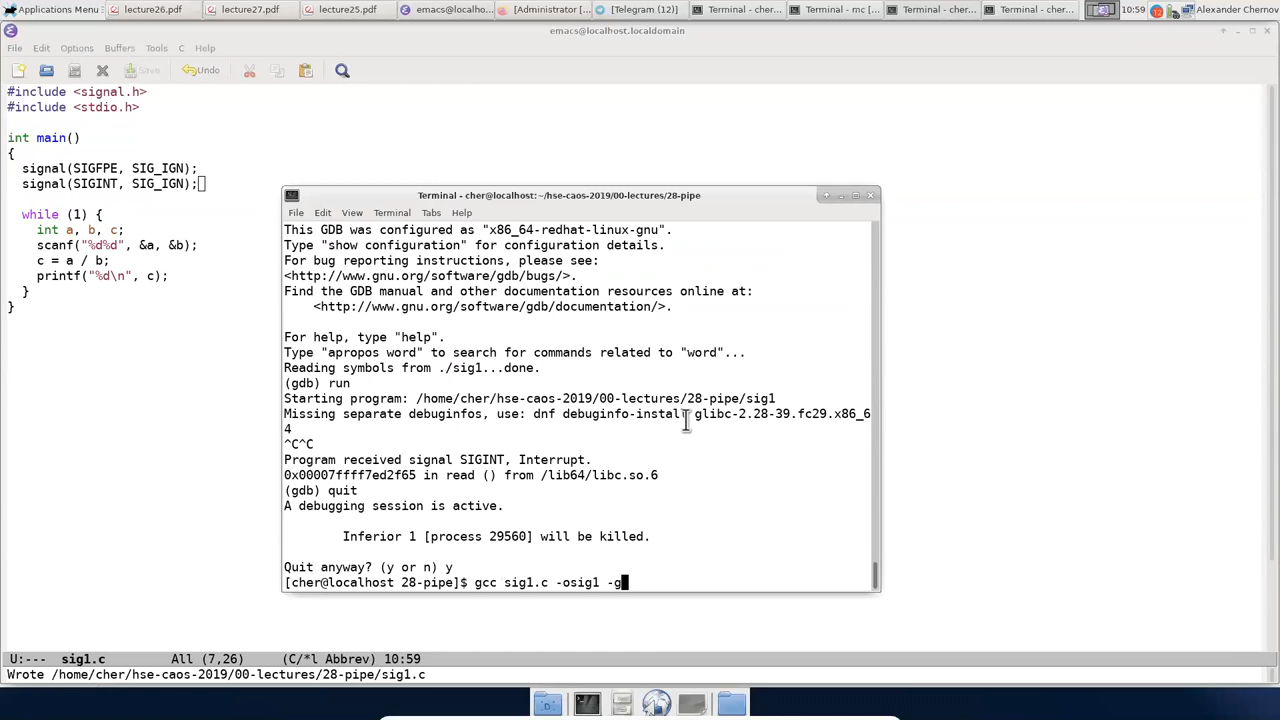 Applications Menu lecture26.pdf lecture27.pdf lecture25.pdf emacs@localho... [Administrator ... [Telegram (12)] Terminal - cher... Terminal - mc [... Terminal - cher... Terminal - cher... 10:59 12 Alexander Chernov
emacs@localhost.localdomain
File Edit Options Buffers Tools C Help
Save Undo
#include <signal.h>
#include <stdio.h>
int main()
{
signal(SIGFPE, SIG_IGN);
signal(SIGINT, SIG_IGN);
while (1) {
int a, b, c;
scanf("%d%d", &a, &b);
c = a / b;
printf("%d\n", c);
}
}
Terminal - cher@localhost:~/hse-caos-2019/00-lectures/28-pipe
File Edit View Terminal Tabs Help
This GDB was configured as "x86_64-redhat-linux-gnu".
Type "show configuration" for configuration details.
For bug reporting instructions, please see:
<http://www.gnu.org/software/gdb/bugs/>.
Find the GDB manual and other documentation resources online at:
<http://www.gnu.org/software/gdb/documentation/>.
For help, type "help".
Type "apropos word" to search for commands related to "word"...
Reading symbols from ./sig1...done.
(gdb) run
Starting program: /home/cher/hse-caos-2019/00-lectures/28-pipe/sig1
Missing separate debuginfos, use: dnf debuginfo-install glibc-2.28-39.fc29.x86_6
4
^C^C
Program received signal SIGINT, Interrupt.
0x00007ffff7ed2f65 in read () from /lib64/libc.so.6
(gdb) quit
A debugging session is active.
Inferior 1 [process 29560] will be killed.
Quit anyway? (y or n) y
[cher@localhost 28-pipe]$ gcc sig1.c -osig1 -g
U:--- sig1.c All (7,26) (C/*l Abbrev) 10:59
Wrote /home/cher/hse-caos-2019/00-lectures/28-pipe/sig1.c